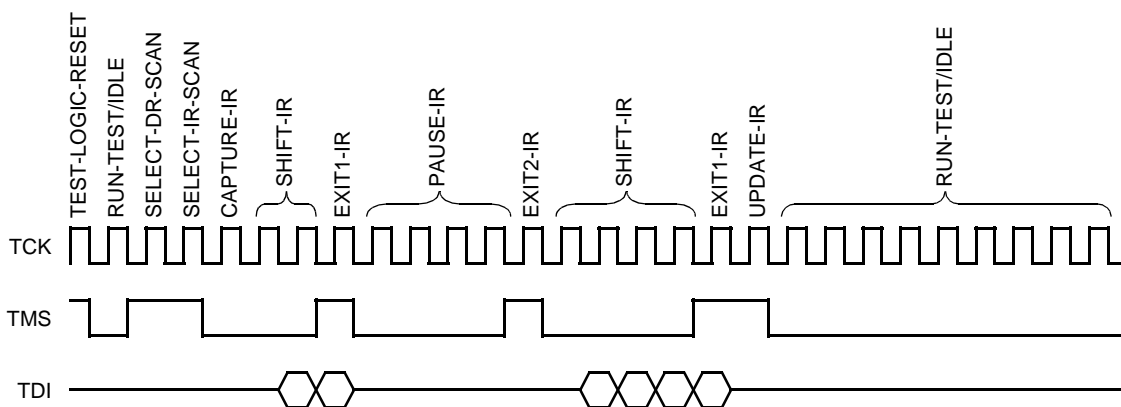 TEST-LOGIC-RESET
RUN-TEST/IDLE
SELECT-DR-SCAN
SELECT-IR-SCAN
CAPTURE-IR
SHIFT-IR
EXIT1-IR
PAUSE-IR
EXIT2-IR
SHIFT-IR
EXIT1-IR
UPDATE-IR
RUN-TEST/IDLE
TCK
TMS
TDI